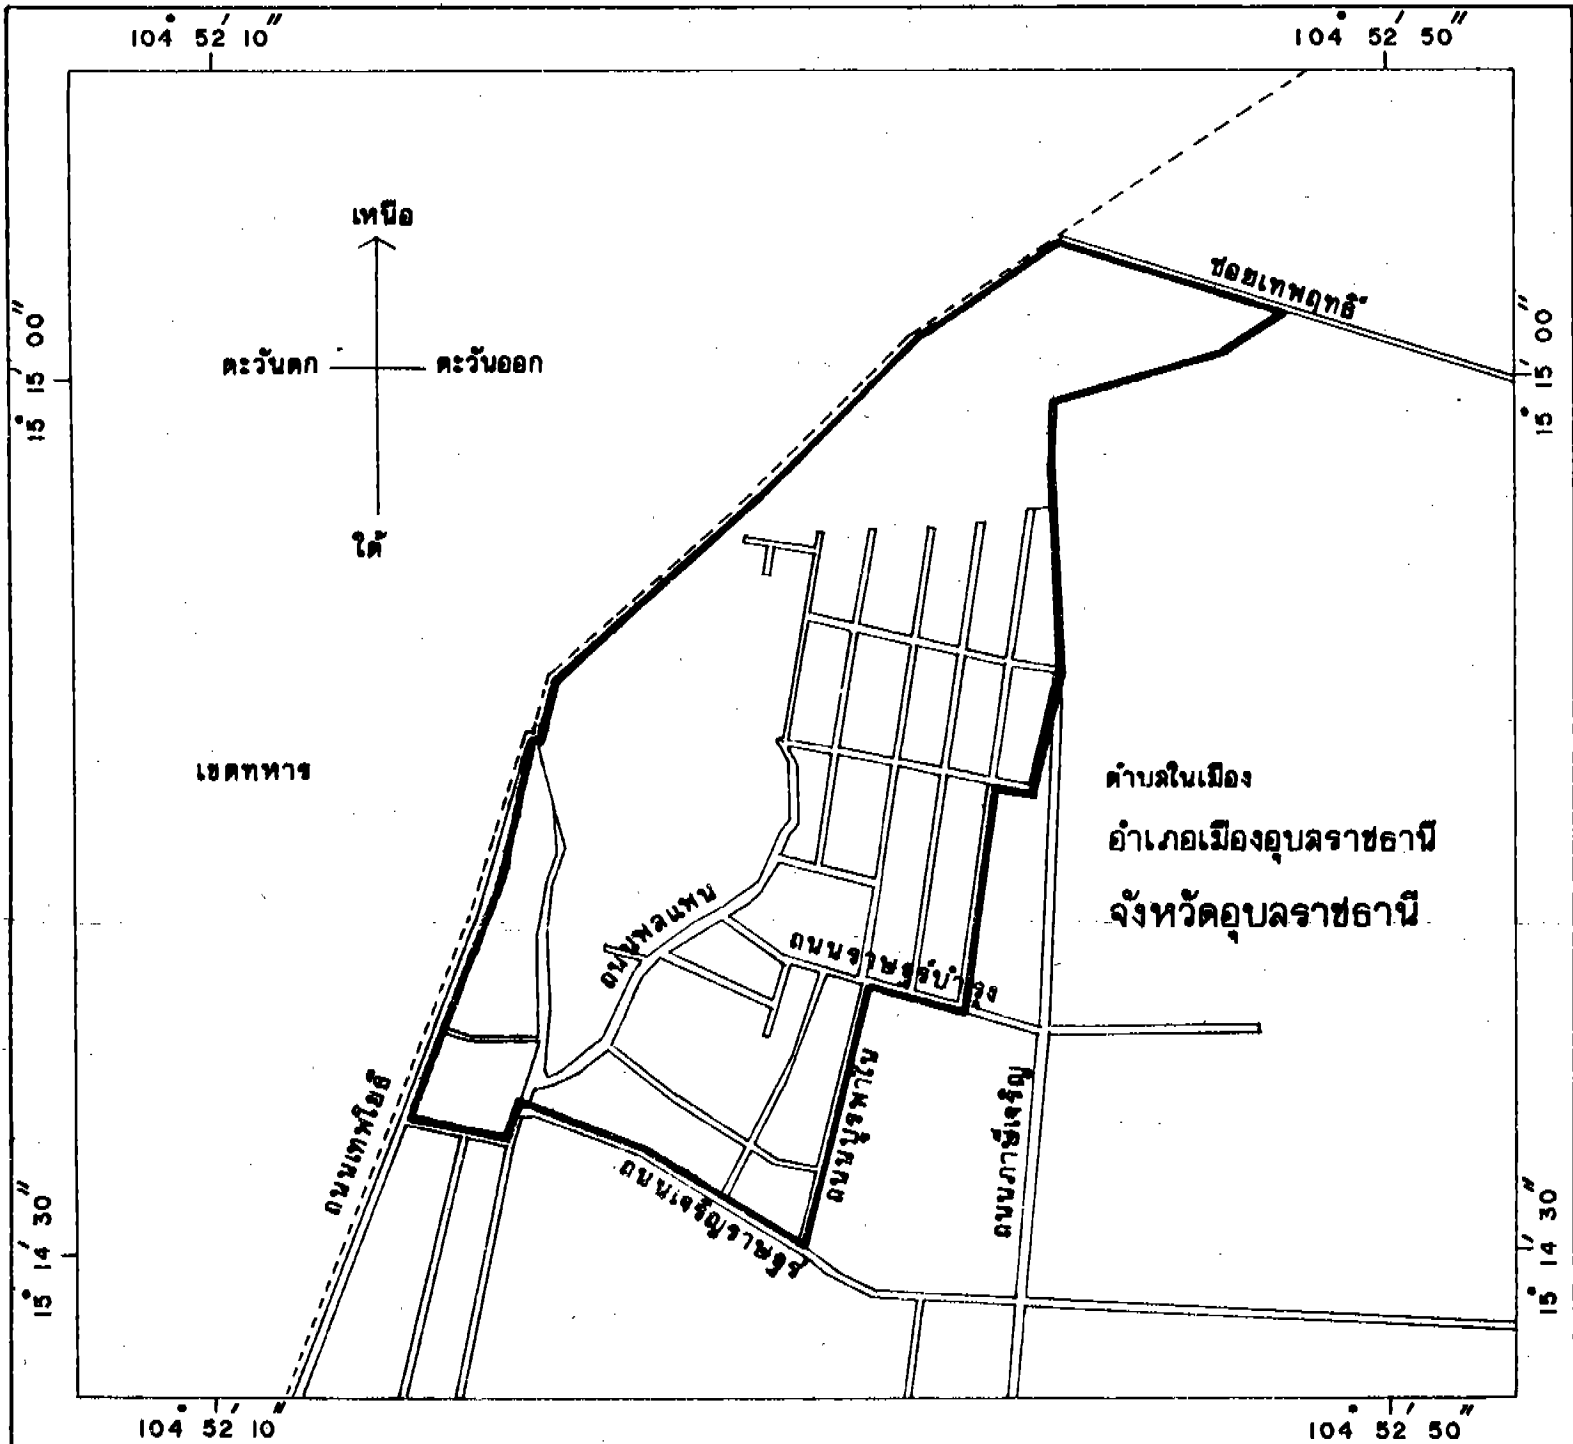 104° 52' 10"
104° 52' 50"
เหนือ
ซอยเทพฤทธิ์
15° 15' 00"
15° 15' 00"
ตะวันตก
ตะวันออก
ใต้
เขตทหาร
ตำบลในเมือง
อำเภอเมืองอุบลราชธานี
จังหวัดอุบลราชธานี
ถนนพลแพน
ถนนราษฎร์บำรุง
ถนนเทพโยธี
ถนนบูรพาใน
ถนนภาษีเจริญ
ถนนเจริญราษฎร์
15° 14' 30"
15° 14' 30"
104° 52' 10"
104° 52' 50"